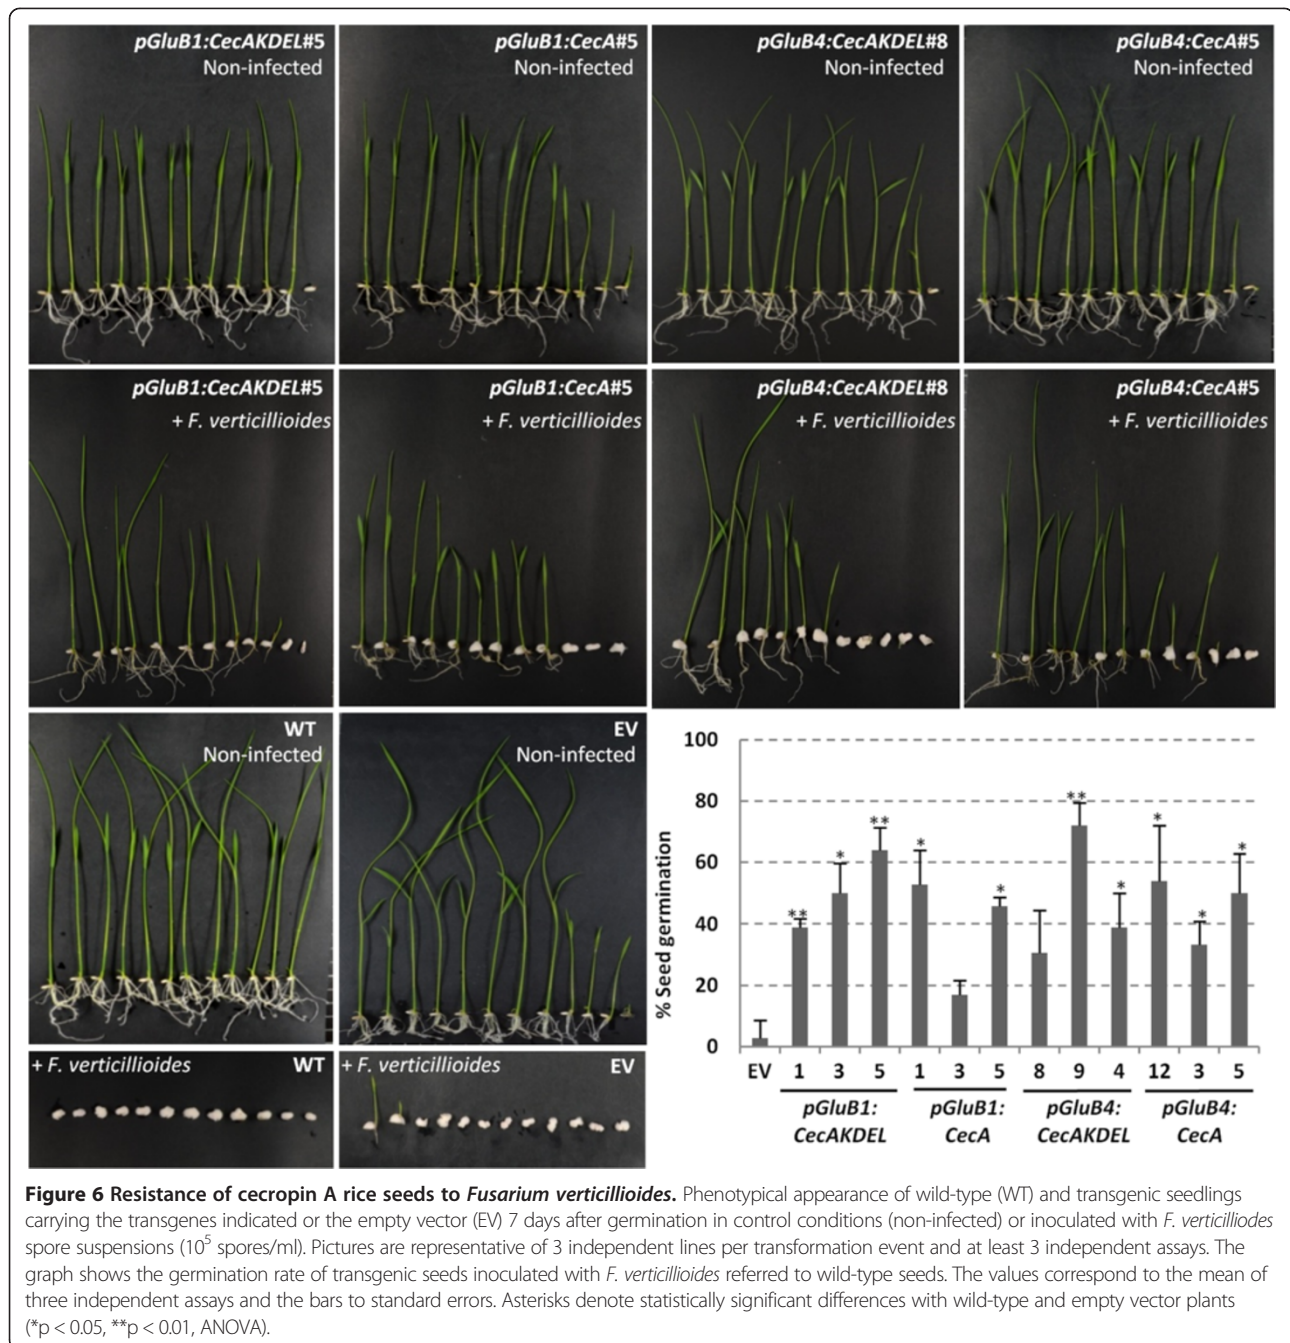 pGluB1:CecAKDEL#5
Non-infected
pGluB1:CecA#5
Non-infected
pGluB4:CecAKDEL#8
Non-infected
pGluB4:CecA#5
Non-infected
pGluB1:CecAKDEL#5
+ F. verticillioides
pGluB1:CecA#5
+ F. verticillioides
pGluB4:CecAKDEL#8
+ F. verticillioides
pGluB4:CecA#5
+ F. verticillioides
WT
Non-infected
EV
Non-infected
+ F. verticillioides WT
+ F. verticillioides EV
% Seed germination
100
80
60
40
20
0
** * ** * * ** * * * *
EV 1 3 5 1 3 5 8 9 4 12 3 5
pGluB1: pGluB1: pGluB4: pGluB4:
CecAKDEL CecA CecAKDEL CecA
Figure 6 Resistance of cecropin A rice seeds to Fusarium verticillioides. Phenotypical appearance of wild-type (WT) and transgenic seedlings
carrying the transgenes indicated or the empty vector (EV) 7 days after germination in control conditions (non-infected) or inoculated with F. verticilliodes
spore suspensions (10⁵ spores/ml). Pictures are representative of 3 independent lines per transformation event and at least 3 independent assays. The
graph shows the germination rate of transgenic seeds inoculated with F. verticillioides referred to wild-type seeds. The values correspond to the mean of
three independent assays and the bars to standard errors. Asterisks denote statistically significant differences with wild-type and empty vector plants
(*p < 0.05, **p < 0.01, ANOVA).